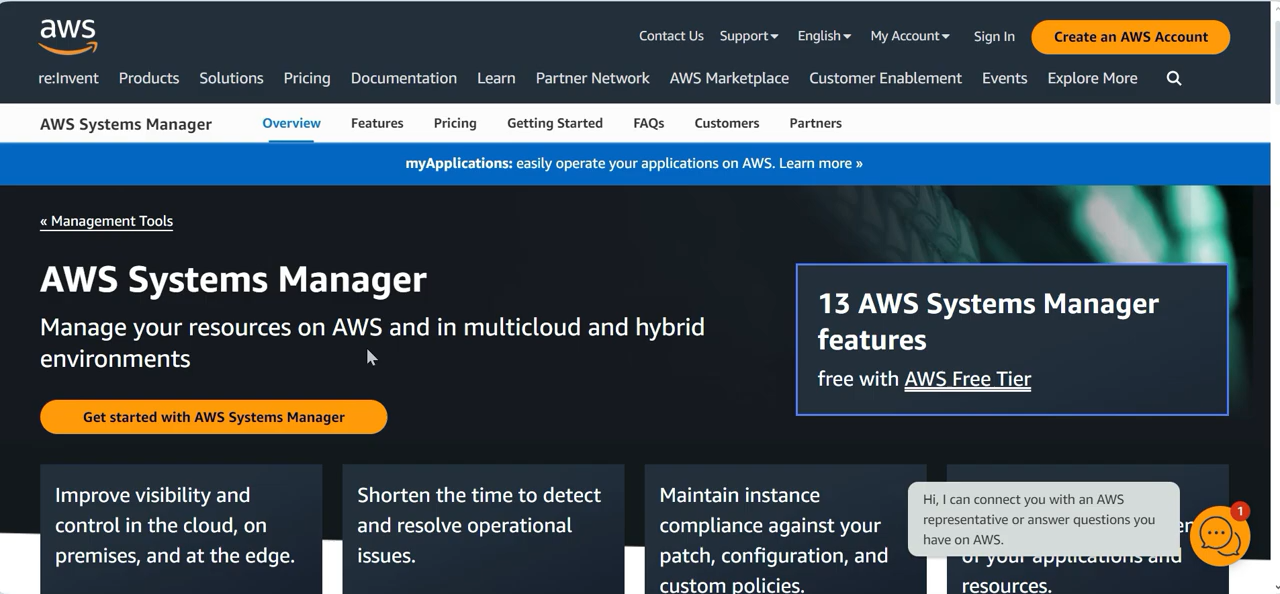 aws
Contact Us Support English My Account Sign In Create an AWS Account
re:Invent Products Solutions Pricing Documentation Learn Partner Network AWS Marketplace Customer Enablement Events Explore More
AWS Systems Manager Overview Features Pricing Getting Started FAQs Customers Partners
myApplications: easily operate your applications on AWS. Learn more »
« Management Tools
AWS Systems Manager
Manage your resources on AWS and in multicloud and hybrid
environments
Get started with AWS Systems Manager
13 AWS Systems Manager
features
free with AWS Free Tier
Improve visibility and
control in the cloud, on
premises, and at the edge.
Shorten the time to detect
and resolve operational
issues.
Maintain instance
compliance against your
patch, configuration, and
custom policies.
of your applications and
resources.
Hi, I can connect you with an AWS
representative or answer questions you
have on AWS.
1